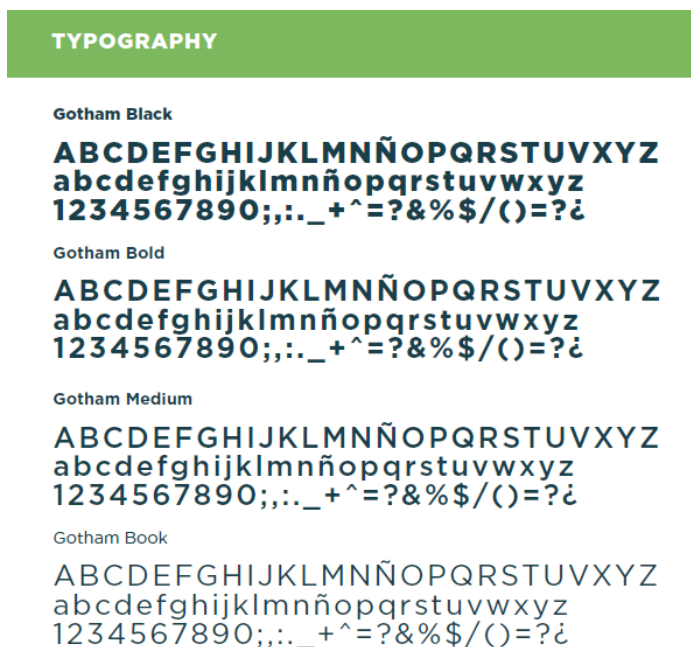 TYPOGRAPHY
Gotham Black
ABCDEFGHIJKLMNÑOPQRSTUVXYZ
abcdefghijklmnñopqrstuvwxyz
1234567890;,:._+^=?&%$/()=?¿
Gotham Bold
ABCDEFGHIJKLMNÑOPQRSTUVXYZ
abcdefghijklmnñopqrstuvwxyz
1234567890;,:._+^=?&%$/()=?¿
Gotham Medium
ABCDEFGHIJKLMNÑOPQRSTUVXYZ
abcdefghijklmnñopqrstuvwxyz
1234567890;,:._+^=?&%$/()=?¿
Gotham Book
ABCDEFGHIJKLMNÑOPQRSTUVXYZ
abcdefghijklmnñopqrstuvwxyz
1234567890;,:._+^=?&%$/()=?¿